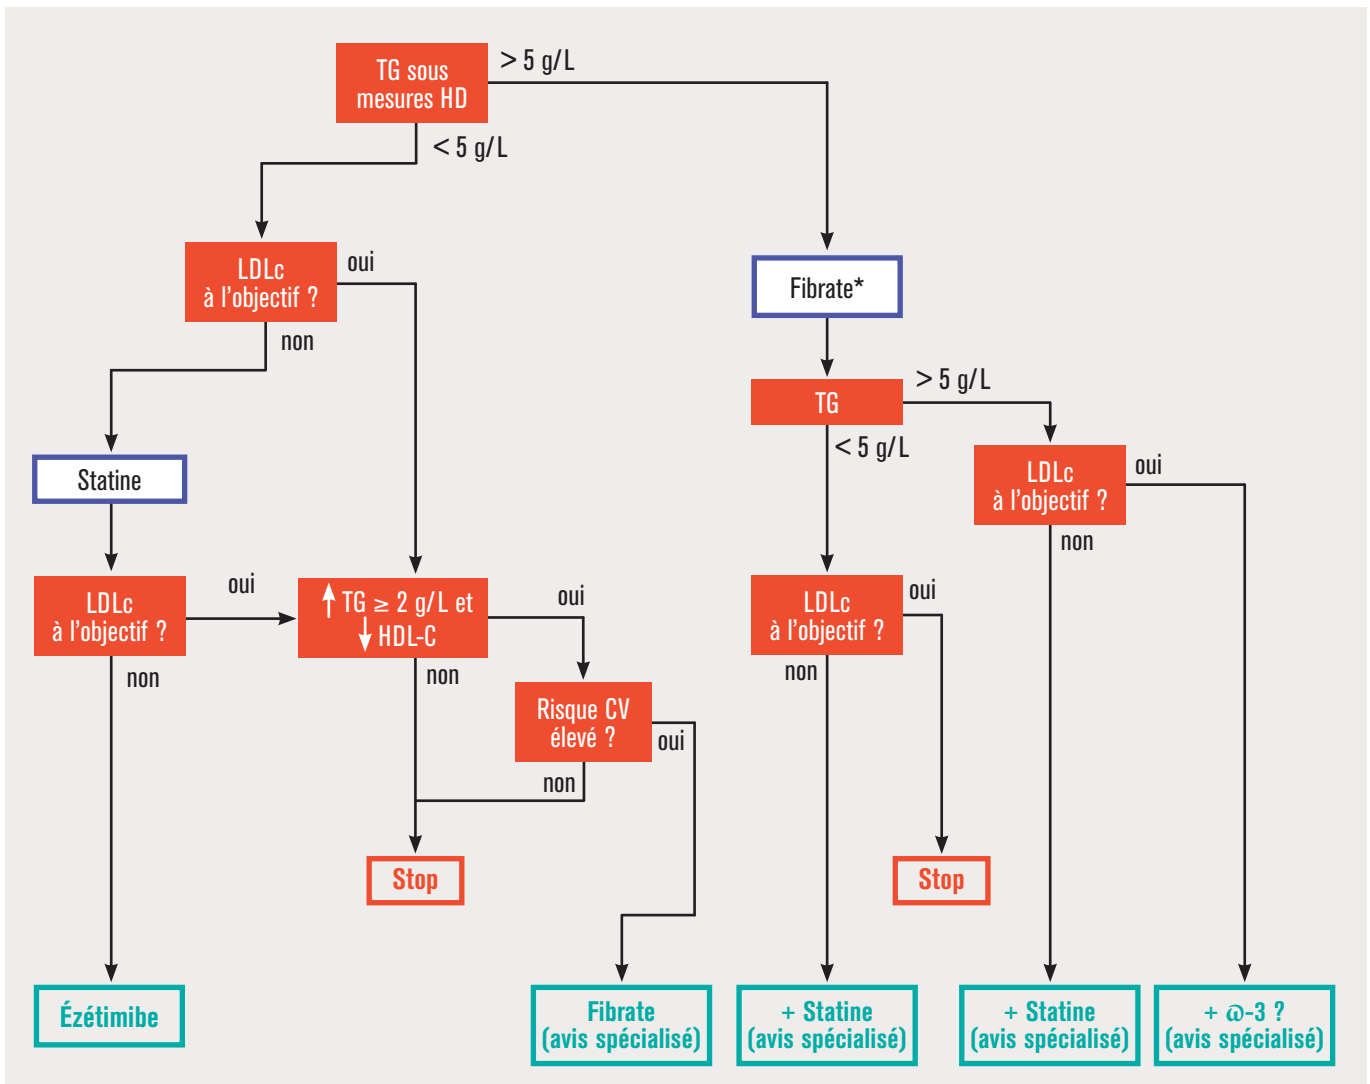 TG sous
mesures HD
> 5 g/L
< 5 g/L
LDLc
à l'objectif ?
oui
non
Fibrate*
TG
> 5 g/L
< 5 g/L
LDLc
à l'objectif ?
oui
non
Statine
LDLc
à l'objectif ?
oui
non
↑ TG ≥ 2 g/L et
↓ HDL-C
oui
non
LDLc
à l'objectif ?
oui
non
Risque CV
élevé ?
oui
non
Stop
Stop
Ézétimibe
Fibrate
(avis spécialisé)
+ Statine
(avis spécialisé)
+ Statine
(avis spécialisé)
+ ω-3 ?
(avis spécialisé)